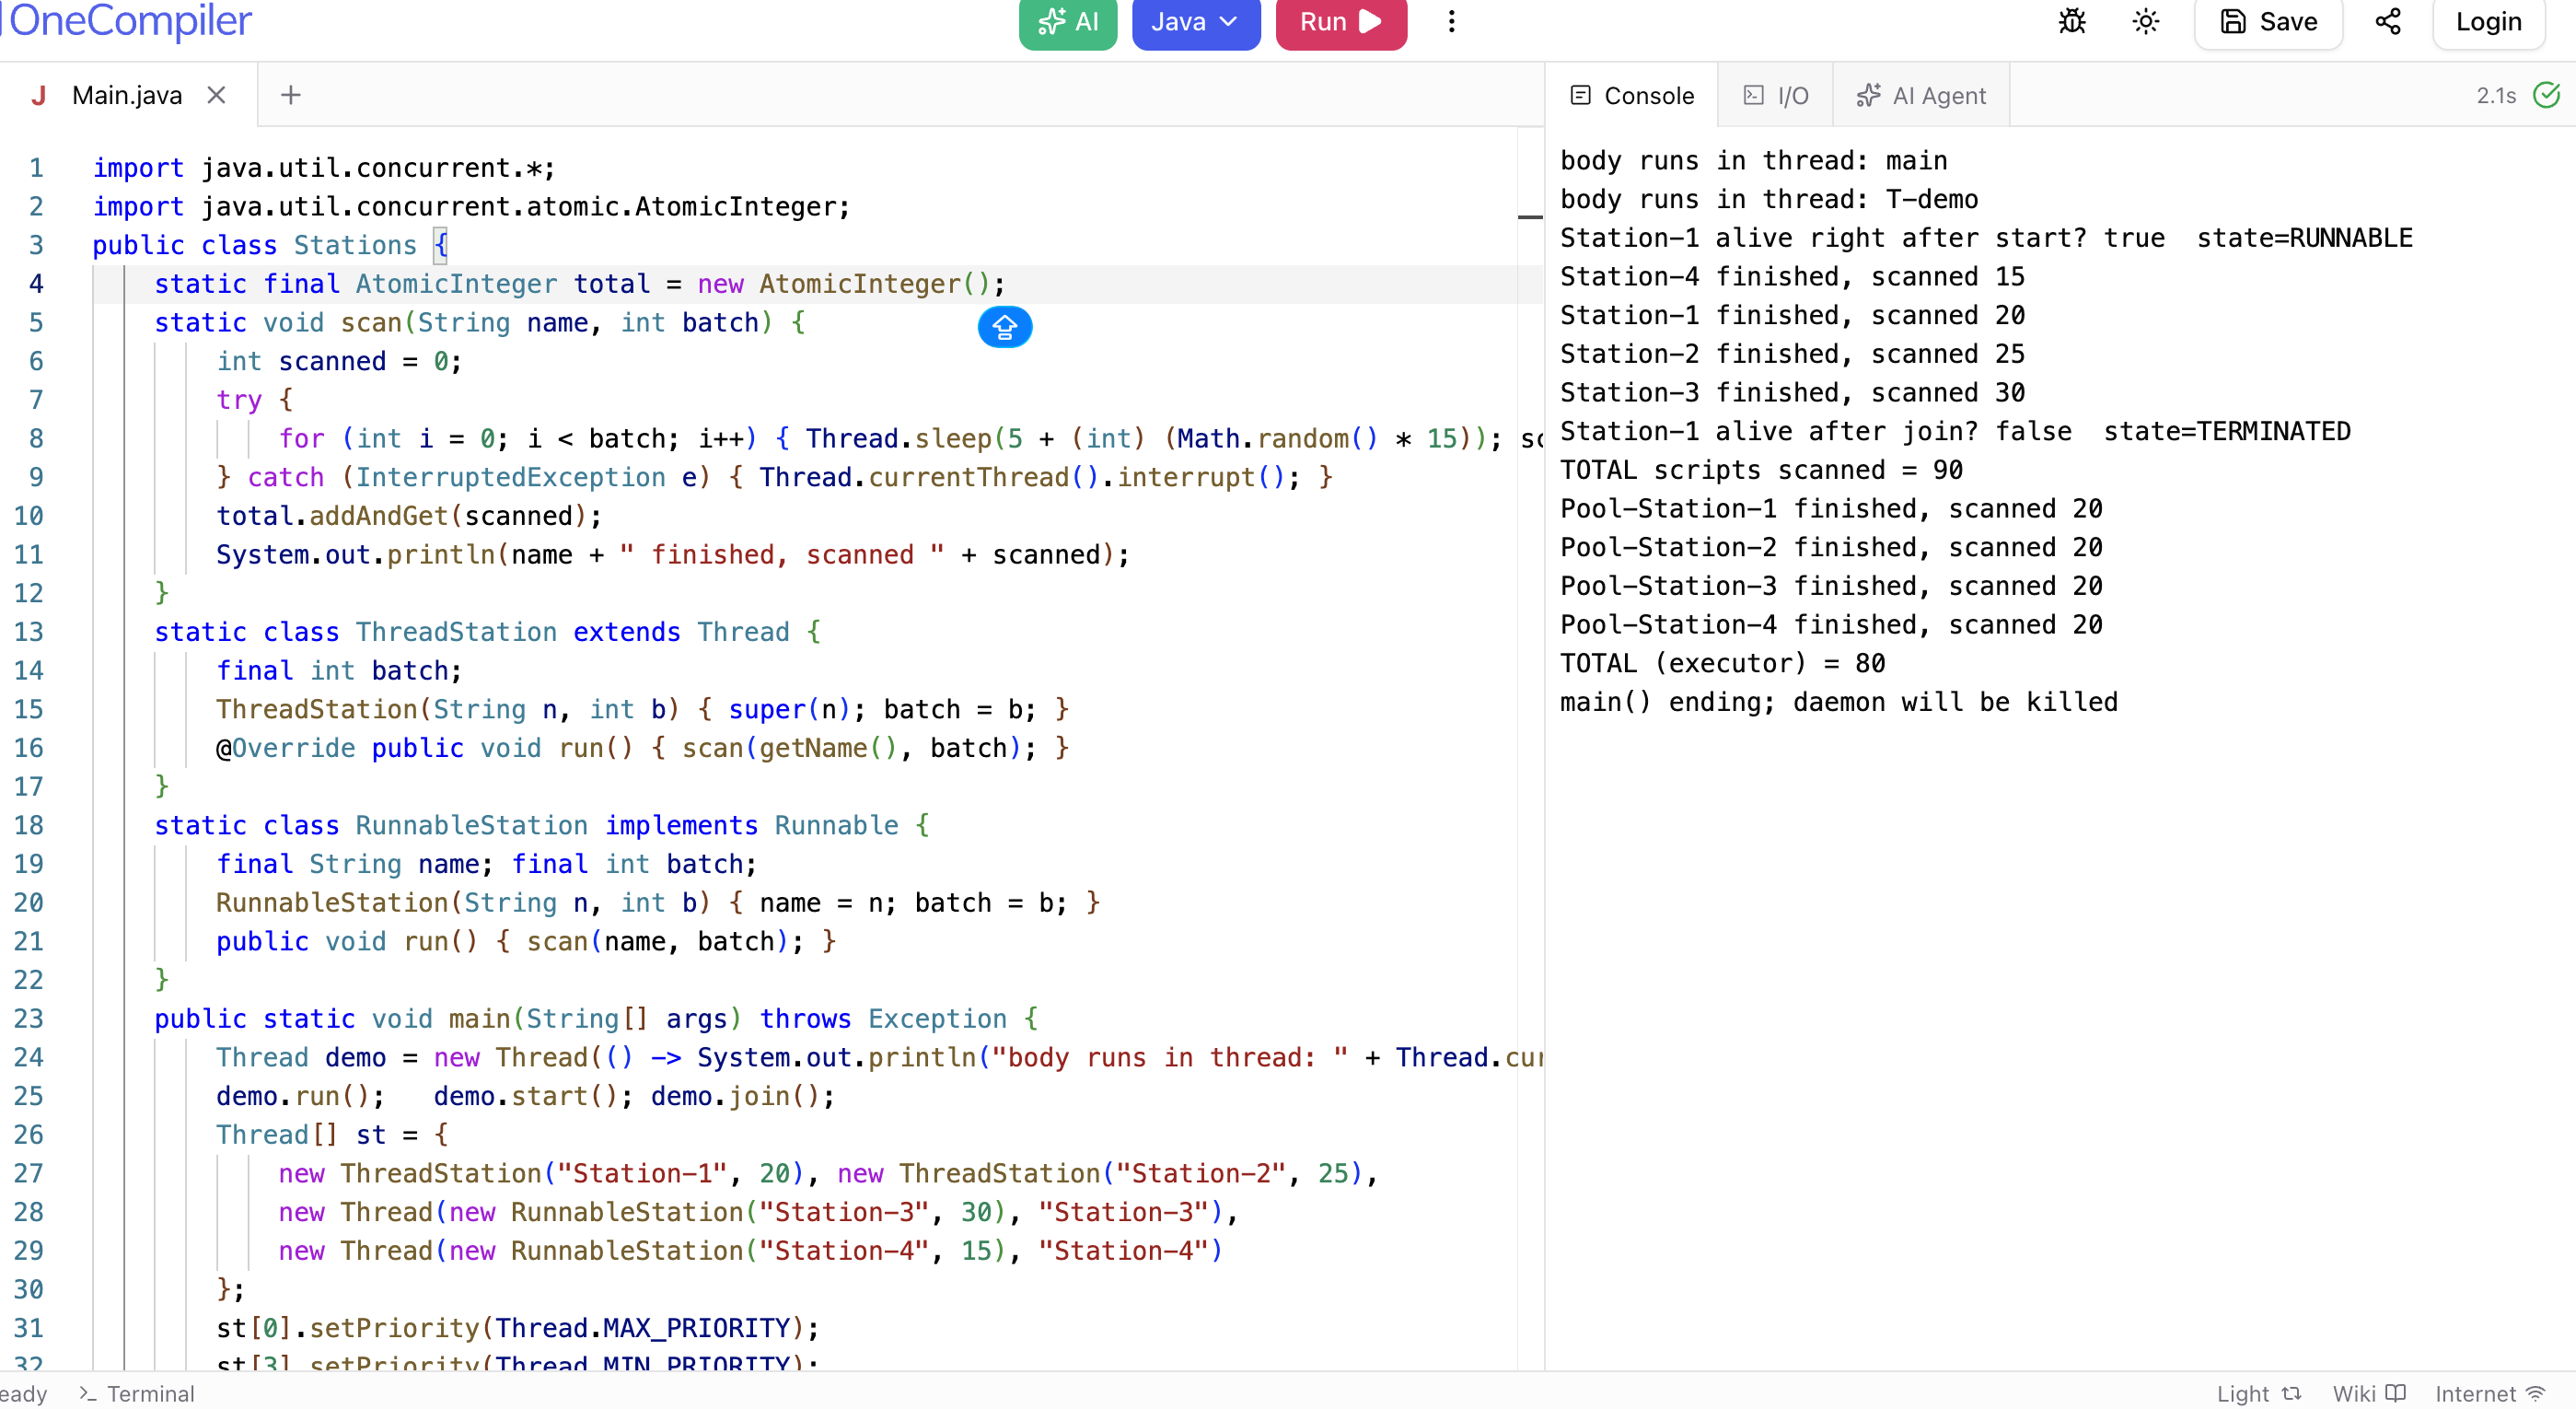 OneCompiler
AI
Java
Run
Save
Login
J Main.java
Console
I/O
AI Agent
2.1s
1 import java.util.concurrent.*;
2 import java.util.concurrent.atomic.AtomicInteger;
3 public class Stations {
4 static final AtomicInteger total = new AtomicInteger();
5 static void scan(String name, int batch) {
6 int scanned = 0;
7 try {
8 for (int i = 0; i < batch; i++) { Thread.sleep(5 + (int) (Math.random() * 15)); sc
9 } catch (InterruptedException e) { Thread.currentThread().interrupt(); }
10 total.addAndGet(scanned);
11 System.out.println(name + " finished, scanned " + scanned);
12 }
13 static class ThreadStation extends Thread {
14 final int batch;
15 ThreadStation(String n, int b) { super(n); batch = b; }
16 @Override public void run() { scan(getName(), batch); }
17 }
18 static class RunnableStation implements Runnable {
19 final String name; final int batch;
20 RunnableStation(String n, int b) { name = n; batch = b; }
21 public void run() { scan(name, batch); }
22 }
23 public static void main(String[] args) throws Exception {
24 Thread demo = new Thread(() -> System.out.println("body runs in thread: " + Thread.cur
25 demo.run();   demo.start(); demo.join();
26 Thread[] st = {
27 new ThreadStation("Station-1", 20), new ThreadStation("Station-2", 25),
28 new Thread(new RunnableStation("Station-3", 30), "Station-3"),
29 new Thread(new RunnableStation("Station-4", 15), "Station-4")
30 };
31 st[0].setPriority(Thread.MAX_PRIORITY);
32 st[3].setPriority(Thread.MIN_PRIORITY);
body runs in thread: main
body runs in thread: T-demo
Station-1 alive right after start? true  state=RUNNABLE
Station-4 finished, scanned 15
Station-1 finished, scanned 20
Station-2 finished, scanned 25
Station-3 finished, scanned 30
Station-1 alive after join? false  state=TERMINATED
TOTAL scripts scanned = 90
Pool-Station-1 finished, scanned 20
Pool-Station-2 finished, scanned 20
Pool-Station-3 finished, scanned 20
Pool-Station-4 finished, scanned 20
TOTAL (executor) = 80
main() ending; daemon will be killed
eady
Terminal
Light
Wiki
Internet